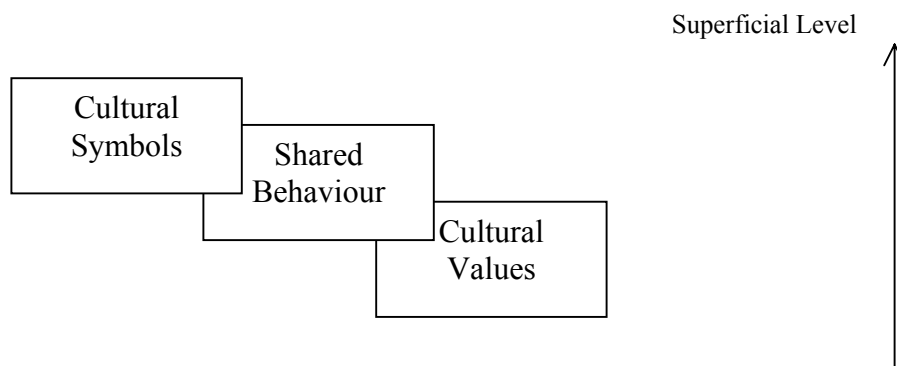 Superficial Level
Cultural
Symbols
Shared
Behaviour
Cultural
Values